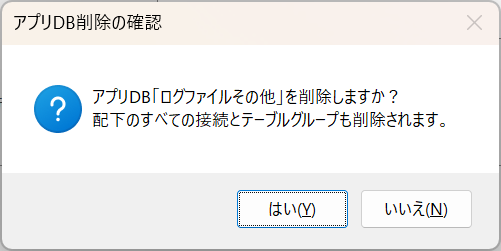 アプリDB削除の確認
アプリDB「ログファイルその他」を削除しますか？
配下のすべての接続とテーブルグループも削除されます。
はい(Y)
いいえ(N)